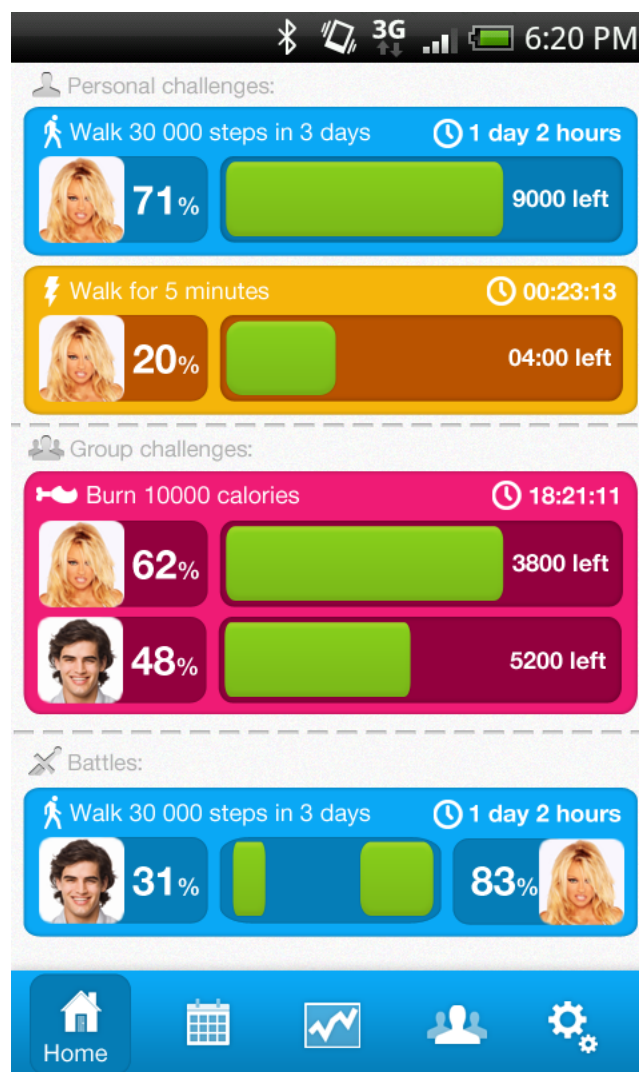 3G 6:20 PM
Personal challenges:
Walk 30 000 steps in 3 days 1 day 2 hours
71% 9000 left
Walk for 5 minutes 00:23:13
20% 04:00 left
Group challenges:
Burn 10000 calories 18:21:11
62% 3800 left
48% 5200 left
Battles:
Walk 30 000 steps in 3 days 1 day 2 hours
31% 83%
Home